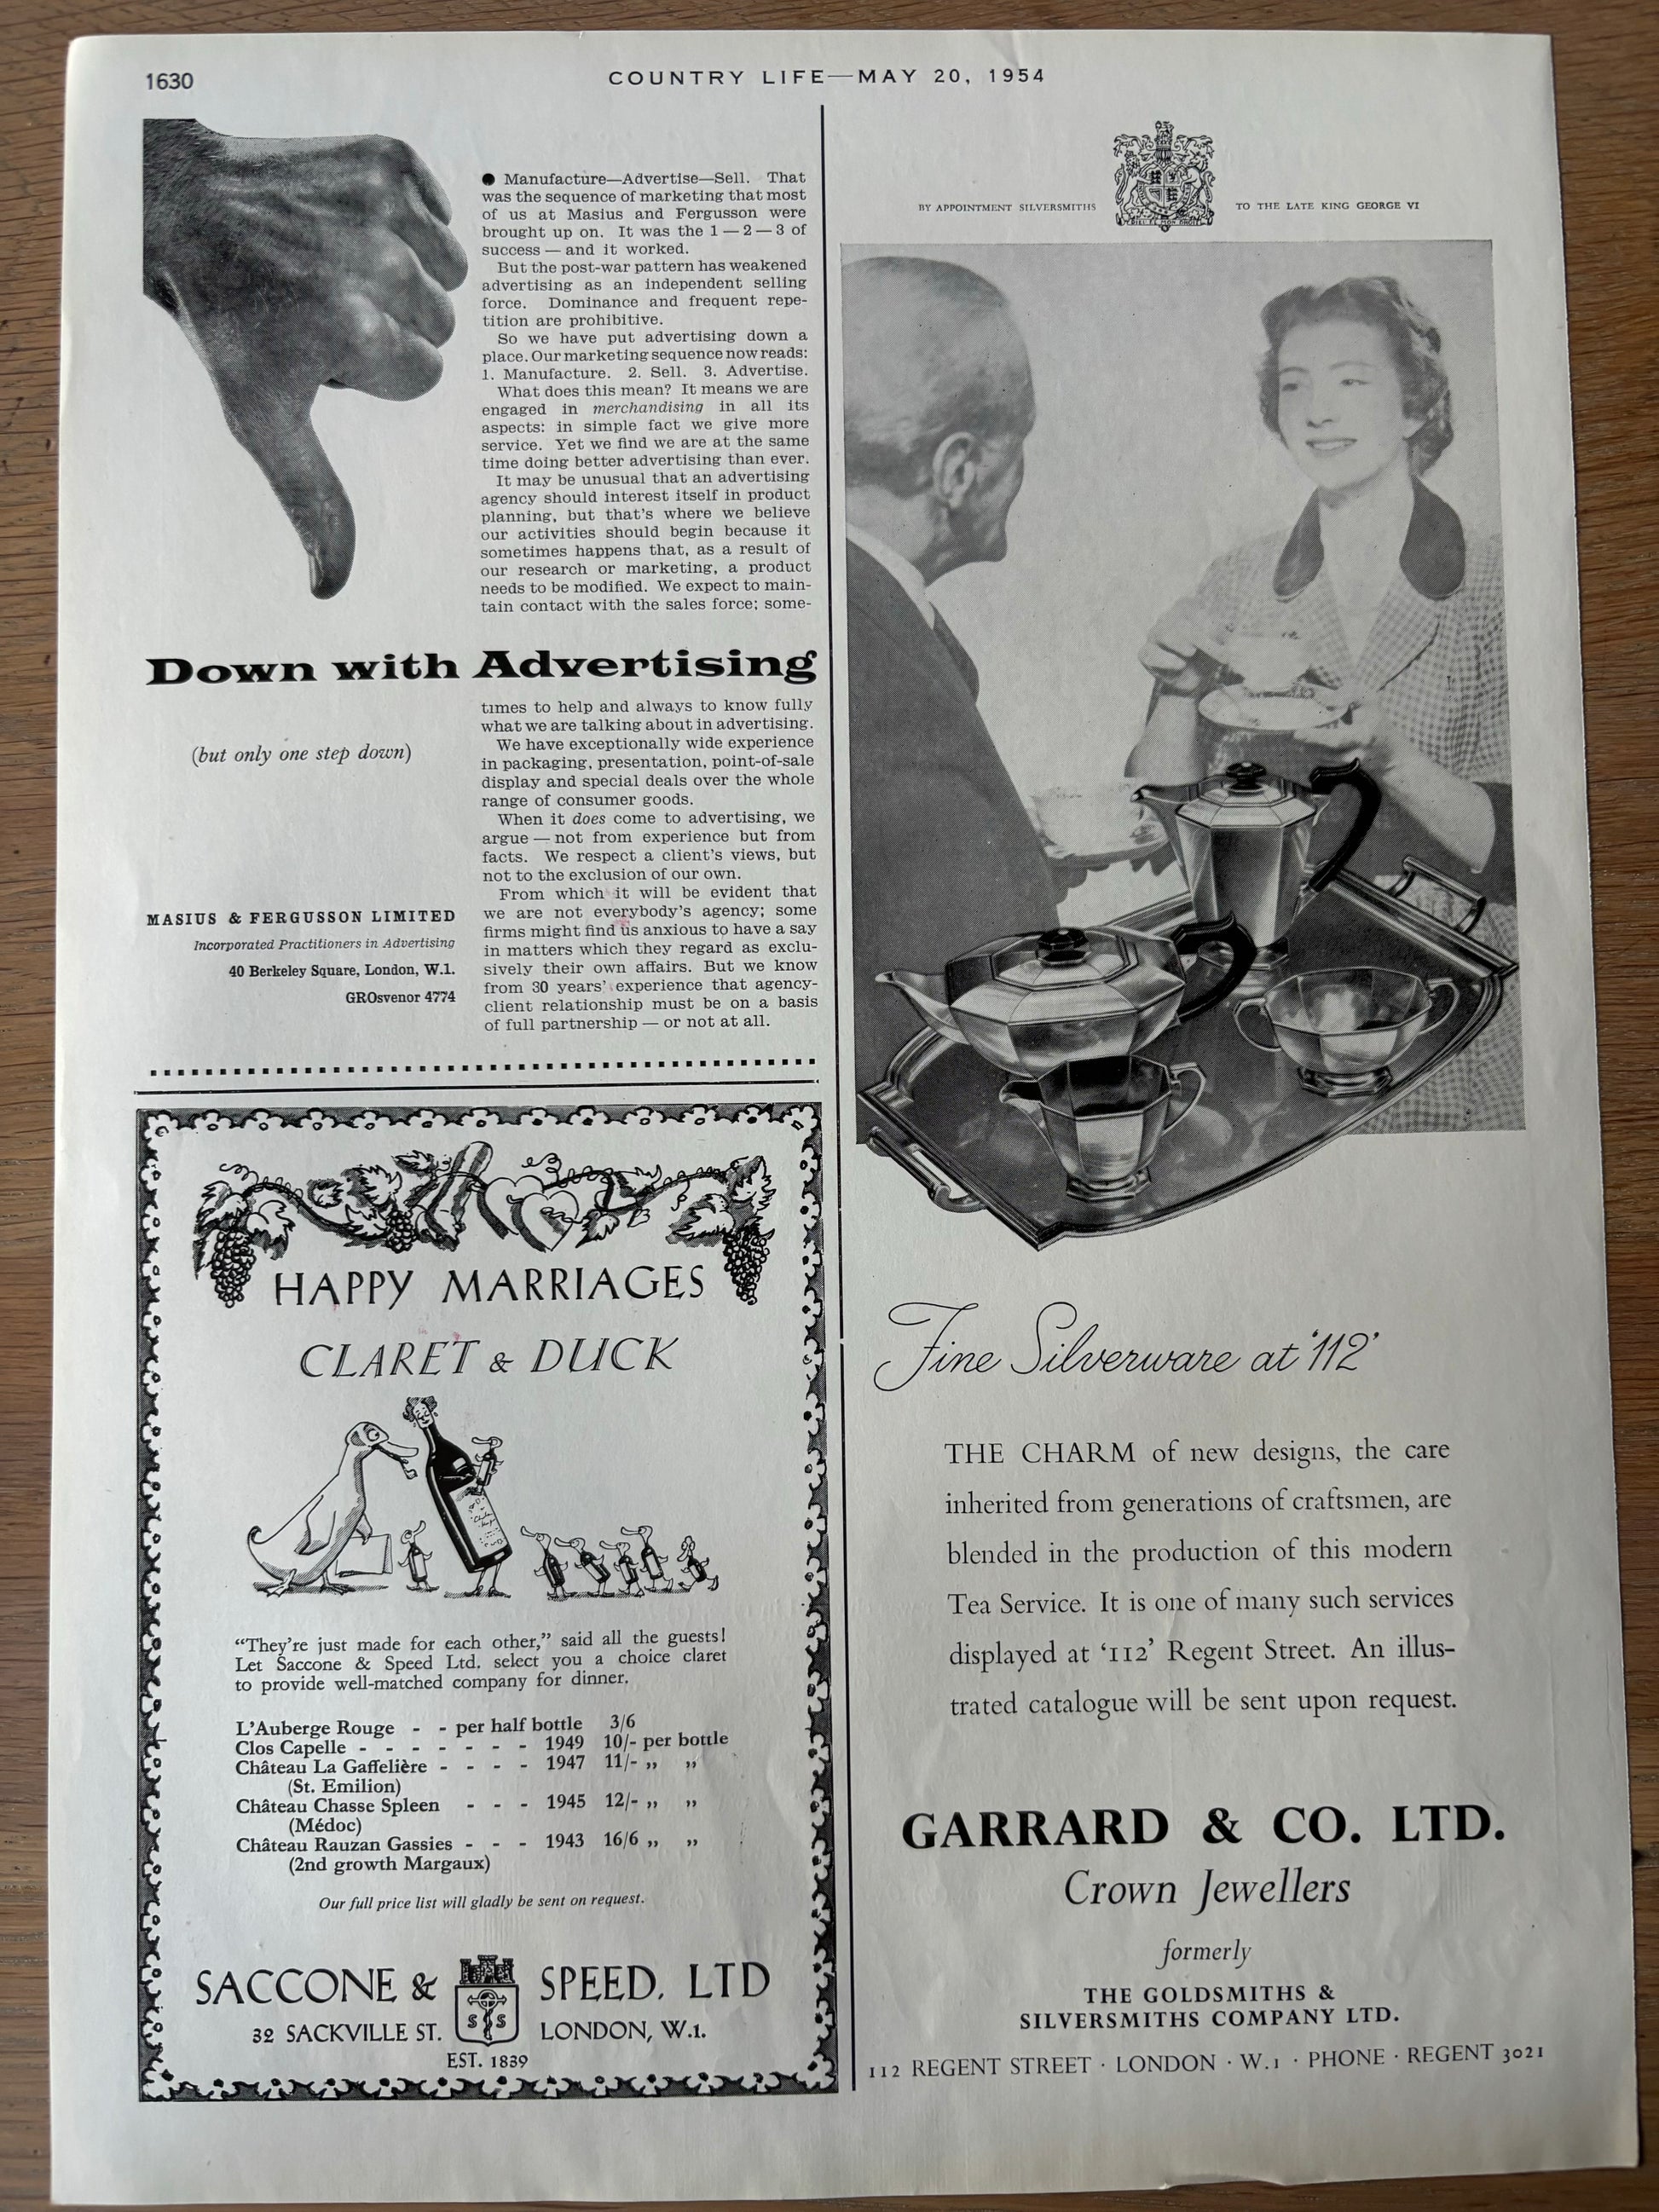 1630
COUNTRY LIFE—MAY 20, 1954
● Manufacture—Advertise—Sell. That
was the sequence of marketing that most
of us at Masius and Fergusson were
brought up on. It was the 1 — 2 — 3 of
success — and it worked.
But the post-war pattern has weakened
advertising as an independent selling
force. Dominance and frequent repe-
tition are prohibitive.
So we have put advertising down a
place. Our marketing sequence now reads:
1. Manufacture. 2. Sell. 3. Advertise.
What does this mean? It means we are
engaged in merchandising in all its
aspects: in simple fact we give more
service. Yet we find we are at the same
time doing better advertising than ever.
It may be unusual that an advertising
agency should interest itself in product
planning, but that's where we believe
our activities should begin because it
sometimes happens that, as a result of
our research or marketing, a product
needs to be modified. We expect to main-
tain contact with the sales force; some-
Down with Advertising
(but only one step down)
times to help and always to know fully
what we are talking about in advertising.
We have exceptionally wide experience
in packaging, presentation, point-of-sale
display and special deals over the whole
range of consumer goods.
When it does come to advertising, we
argue — not from experience but from
facts. We respect a client's views, but
not to the exclusion of our own.
From which it will be evident that
we are not everybody's agency; some
firms might find us anxious to have a say
in matters which they regard as exclu-
sively their own affairs. But we know
from 30 years' experience that agency-
client relationship must be on a basis
of full partnership — or not at all.
MASIUS & FERGUSSON LIMITED
Incorporated Practitioners in Advertising
40 Berkeley Square, London, W.1.
GROsvenor 4774
HAPPY MARRIAGES
CLARET & DUCK
"They're just made for each other," said all the guests!
Let Saccone & Speed Ltd. select you a choice claret
to provide well-matched company for dinner.
L'Auberge Rouge - - per half bottle 3/6
Clos Capelle - - - - - - - 1949 10/- per bottle
Château La Gaffelière - - - - 1947 11/- ,, ,,
(St. Emilion)
Château Chasse Spleen - - - 1945 12/- ,, ,,
(Médoc)
Château Rauzan Gassies - - - 1943 16/6 ,, ,,
(2nd growth Margaux)
Our full price list will gladly be sent on request.
SACCONE & SPEED. LTD
S S
32 SACKVILLE ST. LONDON, W.1.
EST. 1839
BY APPOINTMENT SILVERSMITHS TO THE LATE KING GEORGE VI
Fine Silverware at '112'
THE CHARM of new designs, the care
inherited from generations of craftsmen, are
blended in the production of this modern
Tea Service. It is one of many such services
displayed at '112' Regent Street. An illus-
trated catalogue will be sent upon request.
GARRARD & CO. LTD.
Crown Jewellers
formerly
THE GOLDSMITHS &
SILVERSMITHS COMPANY LTD.
112 REGENT STREET · LONDON · W.1 · PHONE · REGENT 3021